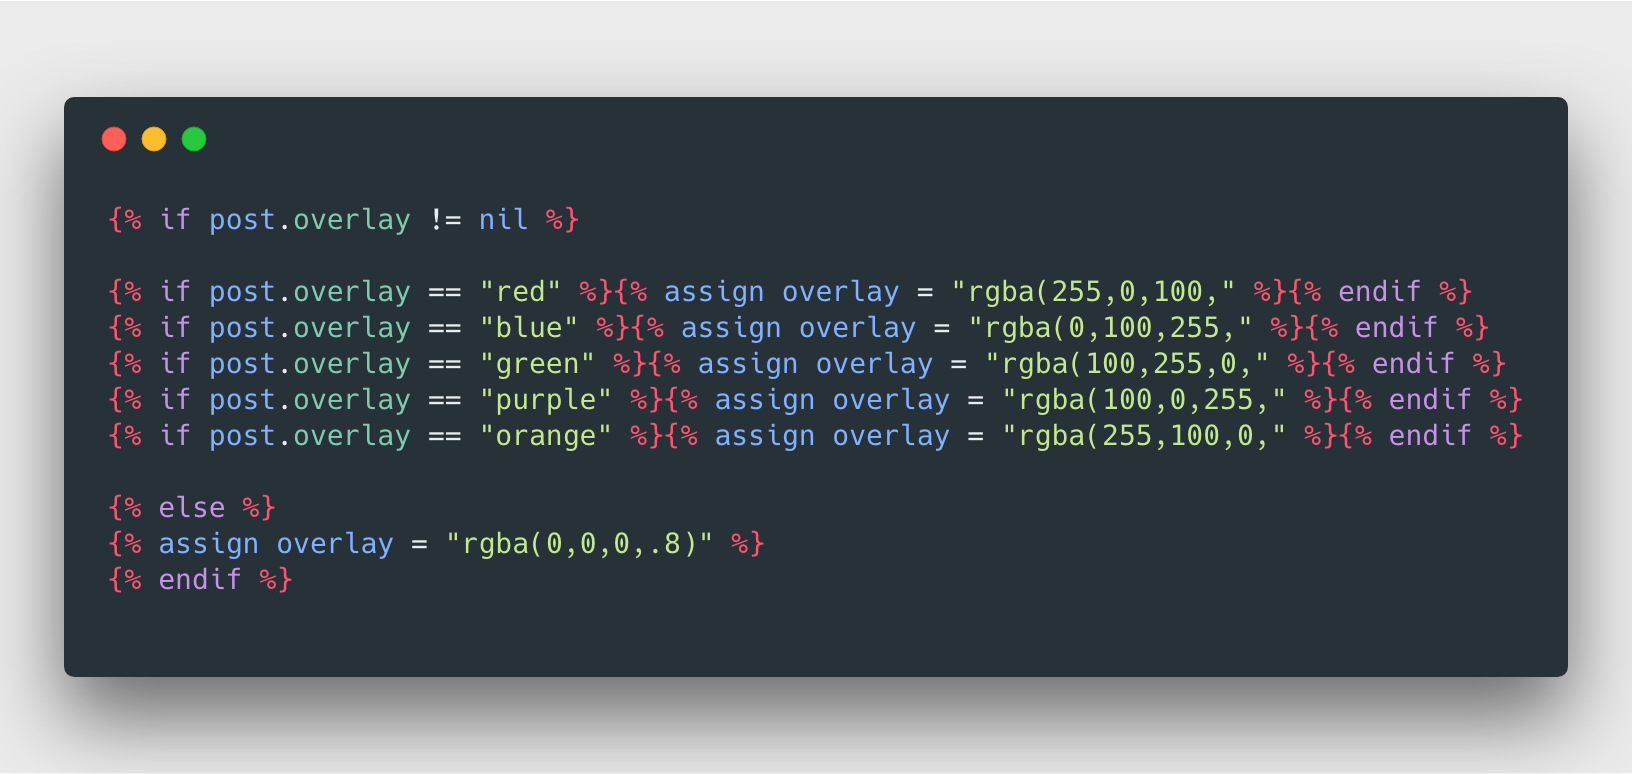 {% if post.overlay != nil %}
{% if post.overlay == "red" %}{% assign overlay = "rgba(255,0,100," %}{% endif %}
{% if post.overlay == "blue" %}{% assign overlay = "rgba(0,100,255," %}{% endif %}
{% if post.overlay == "green" %}{% assign overlay = "rgba(100,255,0," %}{% endif %}
{% if post.overlay == "purple" %}{% assign overlay = "rgba(100,0,255," %}{% endif %}
{% if post.overlay == "orange" %}{% assign overlay = "rgba(255,100,0," %}{% endif %}
{% else %}
{% assign overlay = "rgba(0,0,0,.8)" %}
{% endif %}